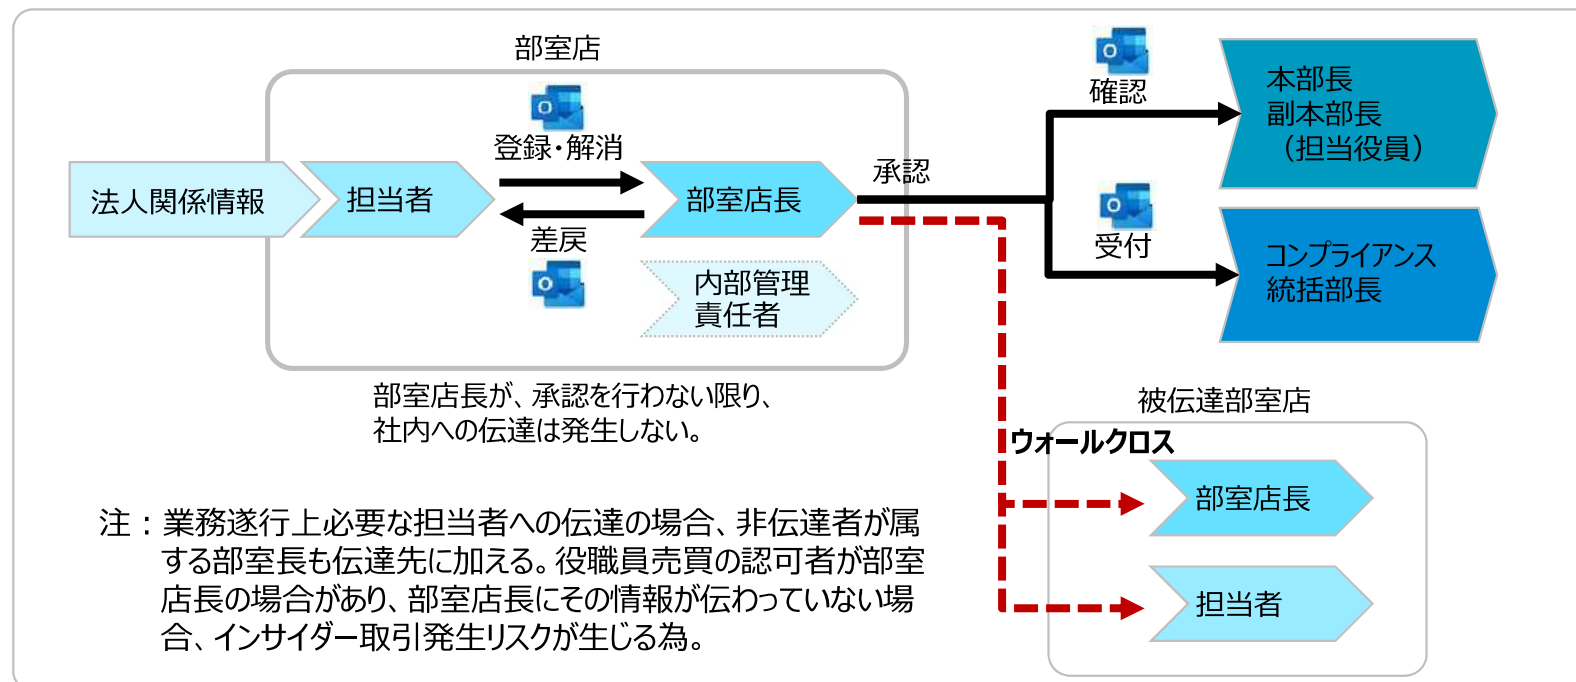 部室店
登録・解消
法人関係情報
担当者
部室店長
差戻
内部管理
責任者
承認
確認
本部長
副本部長
（担当役員）
受付
コンプライアンス
統括部長
部室店長が、承認を行わない限り、
社内への伝達は発生しない。
被伝達部室店
ウォールクロス
部室店長
担当者
注：業務遂行上必要な担当者への伝達の場合、非伝達者が属
する部室長も伝達先に加える。役職員売買の認可者が部室
店長の場合があり、部室店長にその情報が伝わっていない場
合、インサイダー取引発生リスクが生じる為。